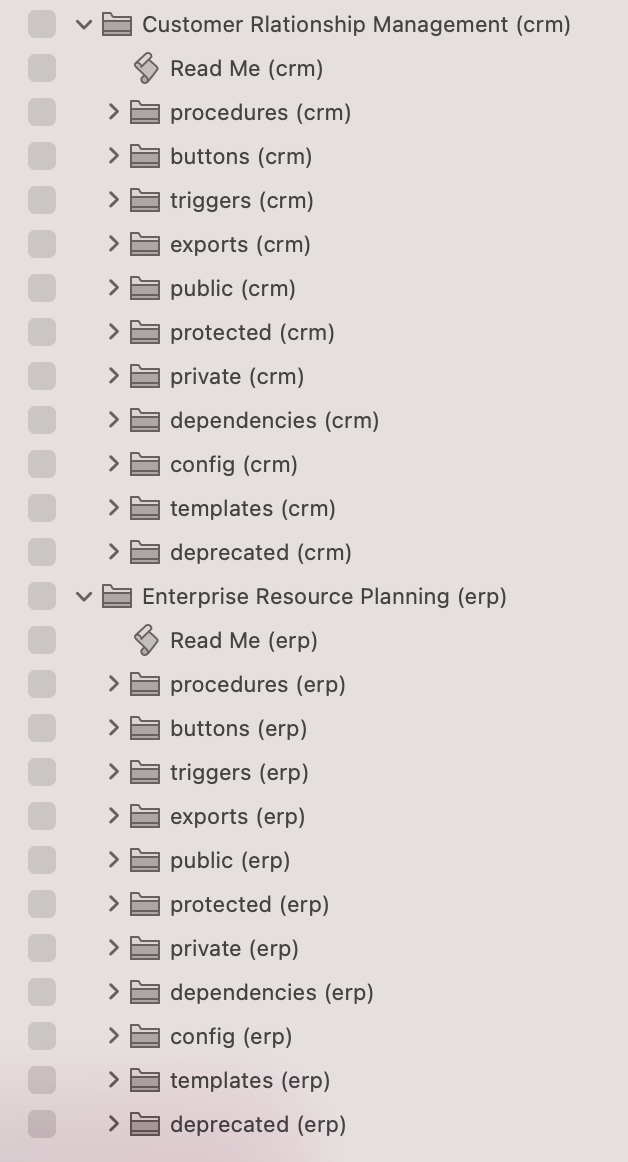 Customer Rlationship Management (crm)
Read Me (crm)
procedures (crm)
buttons (crm)
triggers (crm)
exports (crm)
public (crm)
protected (crm)
private (crm)
dependencies (crm)
config (crm)
templates (crm)
deprecated (crm)
Enterprise Resource Planning (erp)
Read Me (erp)
procedures (erp)
buttons (erp)
triggers (erp)
exports (erp)
public (erp)
protected (erp)
private (erp)
dependencies (erp)
config (erp)
templates (erp)
deprecated (erp)